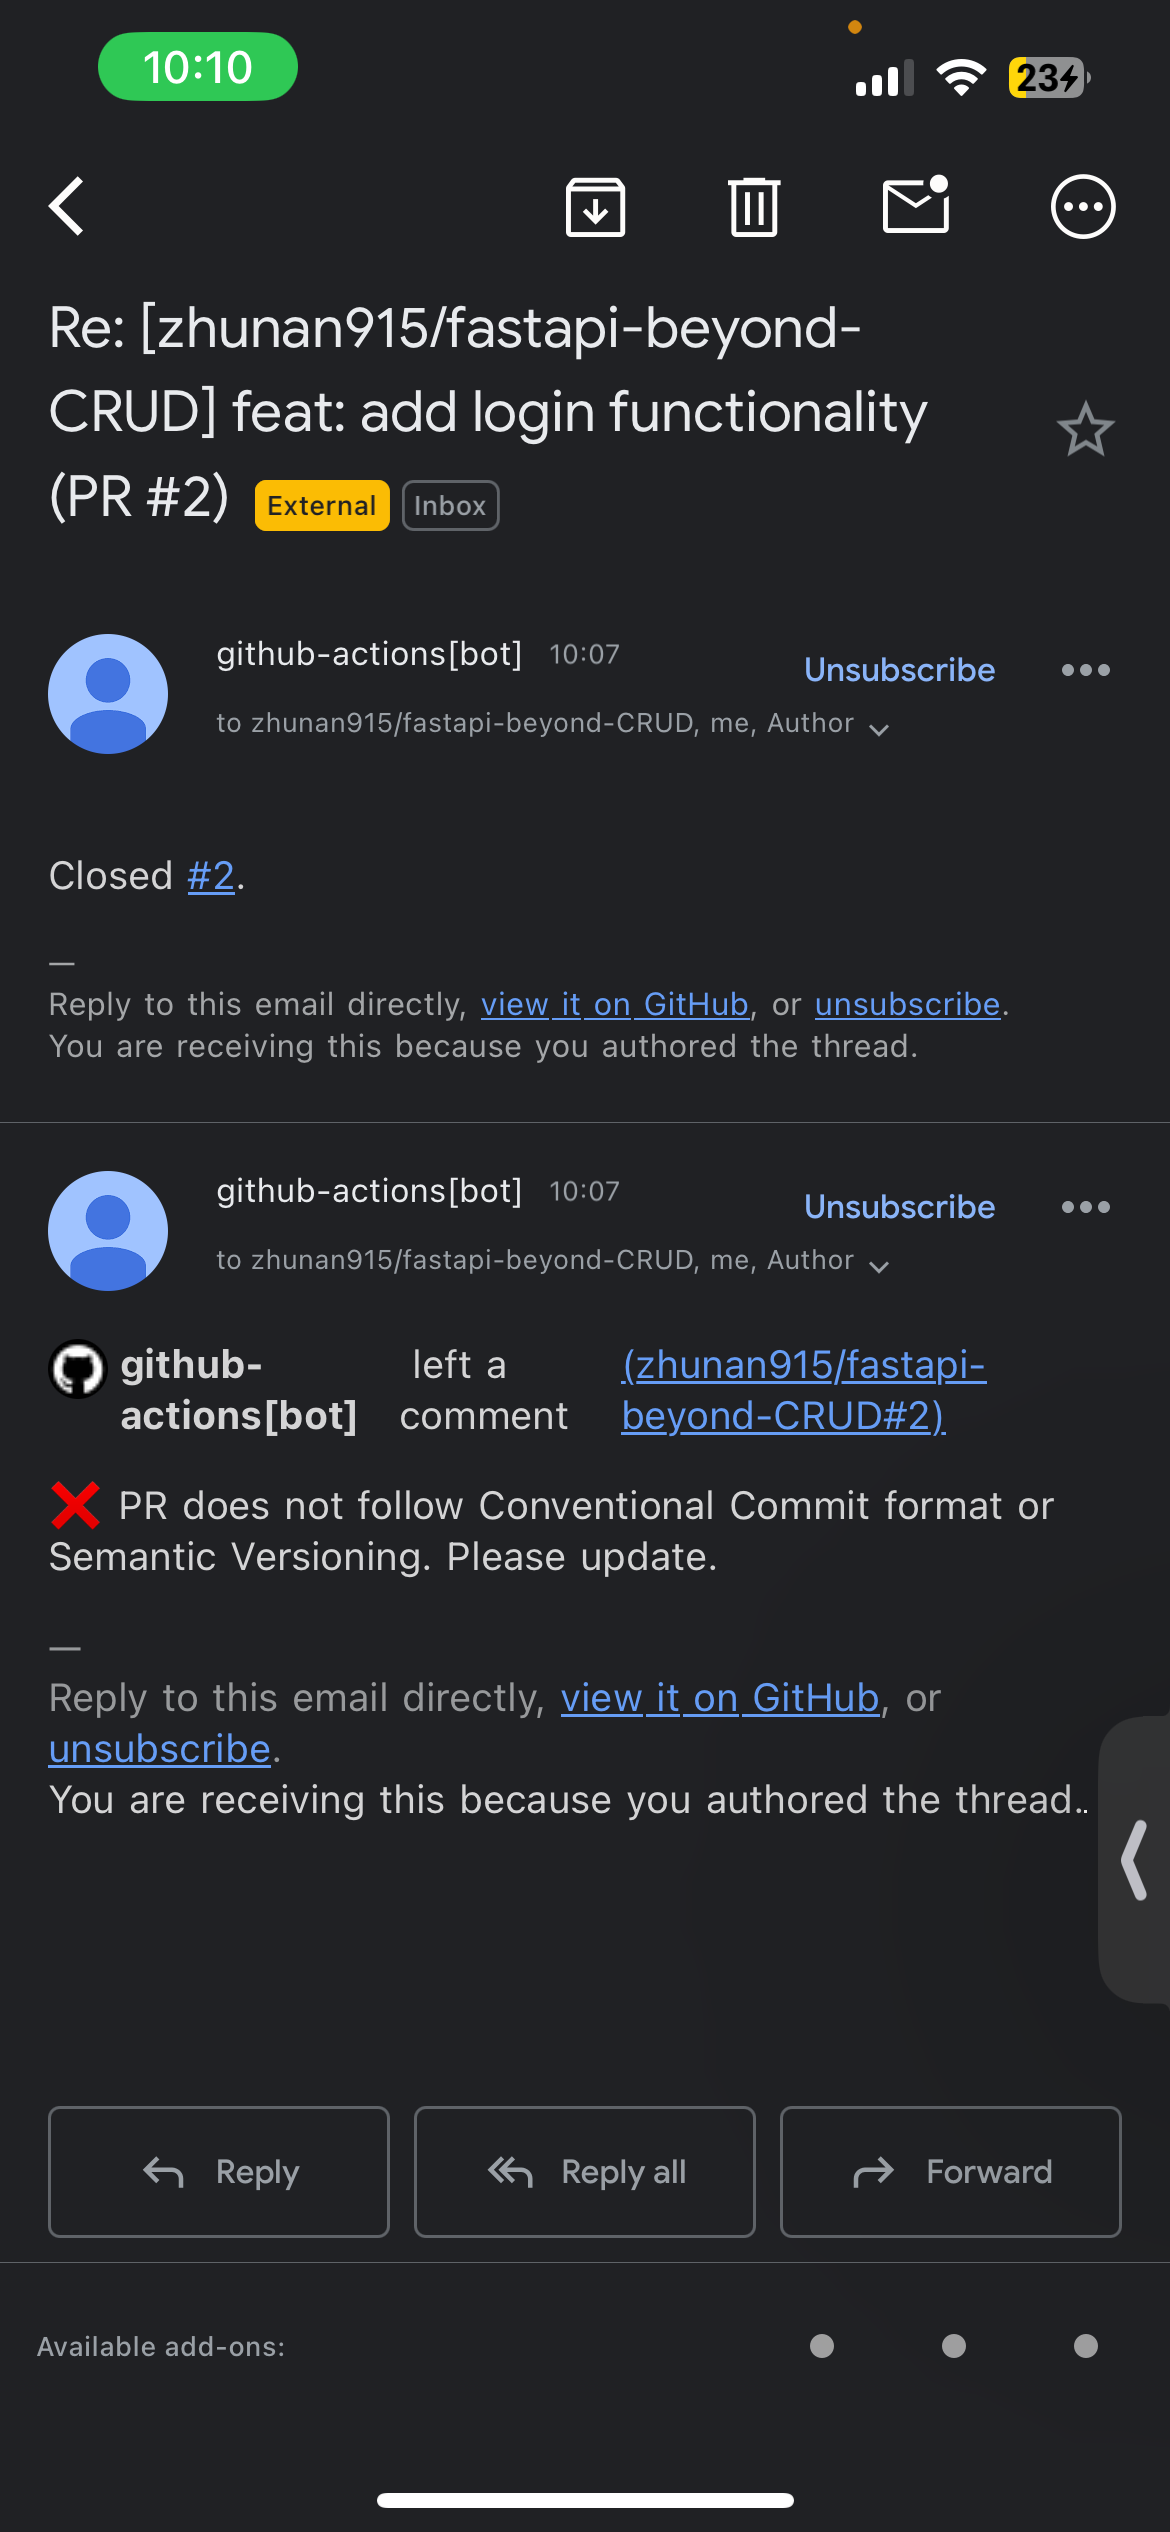 10:10
23
Re: [zhunan915/fastapi-beyond-
CRUD] feat: add login functionality
(PR #2) External Inbox
github-actions[bot] 10:07
Unsubscribe
to zhunan915/fastapi-beyond-CRUD, me, Author
Closed #2.
—
Reply to this email directly, view it on GitHub, or unsubscribe.
You are receiving this because you authored the thread.
github-actions[bot] 10:07
Unsubscribe
to zhunan915/fastapi-beyond-CRUD, me, Author
github- left a (zhunan915/fastapi-
actions[bot] comment beyond-CRUD#2)
❌ PR does not follow Conventional Commit format or
Semantic Versioning. Please update.
—
Reply to this email directly, view it on GitHub, or
unsubscribe.
You are receiving this because you authored the thread..
Reply
Reply all
Forward
Available add-ons: